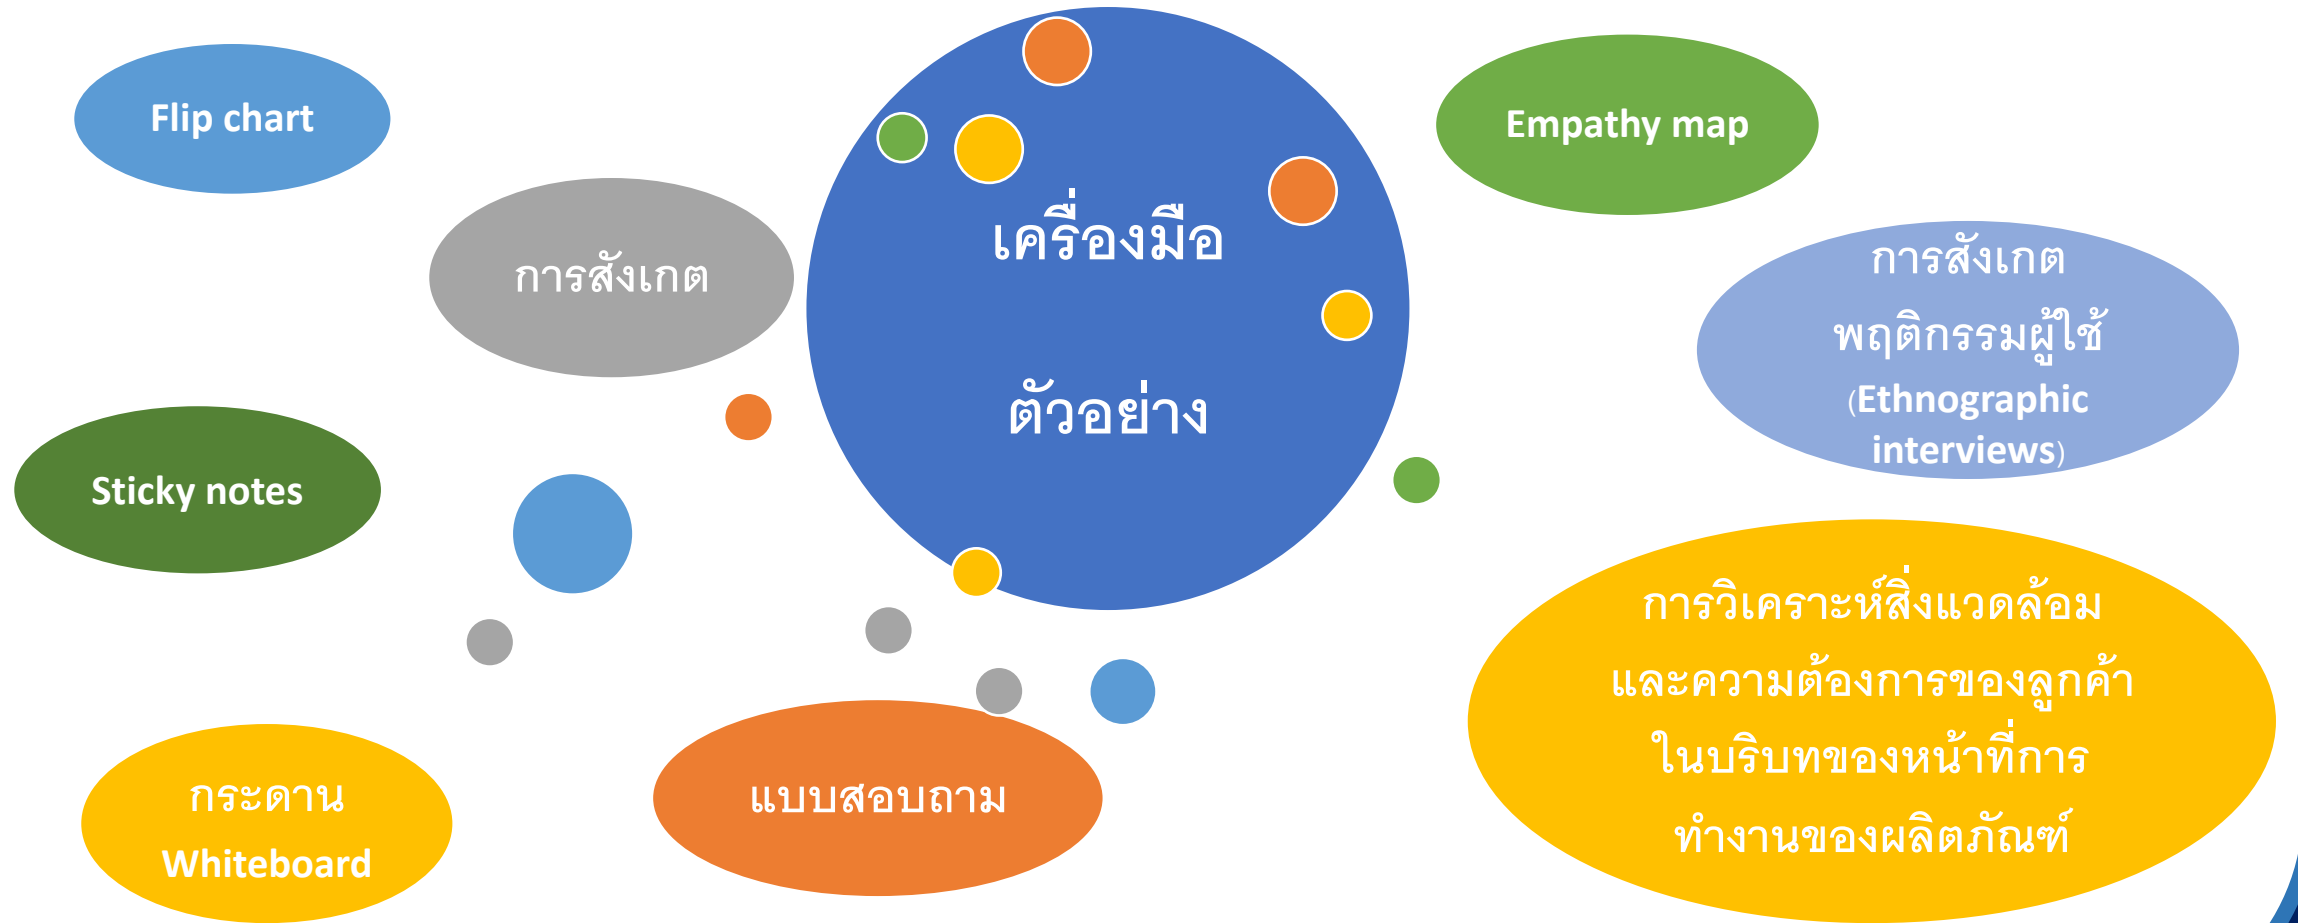 Flip chart
Empathy map
เครื่องมือ
ตัวอย่าง
การสังเกต
การสังเกต
พฤติกรรมผู้ใช้
(Ethnographic
interviews)
Sticky notes
การวิเคราะห์สิ่งแวดล้อม
และความต้องการของลูกค้า
ในบริบทของหน้าที่การ
ทำงานของผลิตภัณฑ์
แบบสอบถาม
กระดาน
Whiteboard